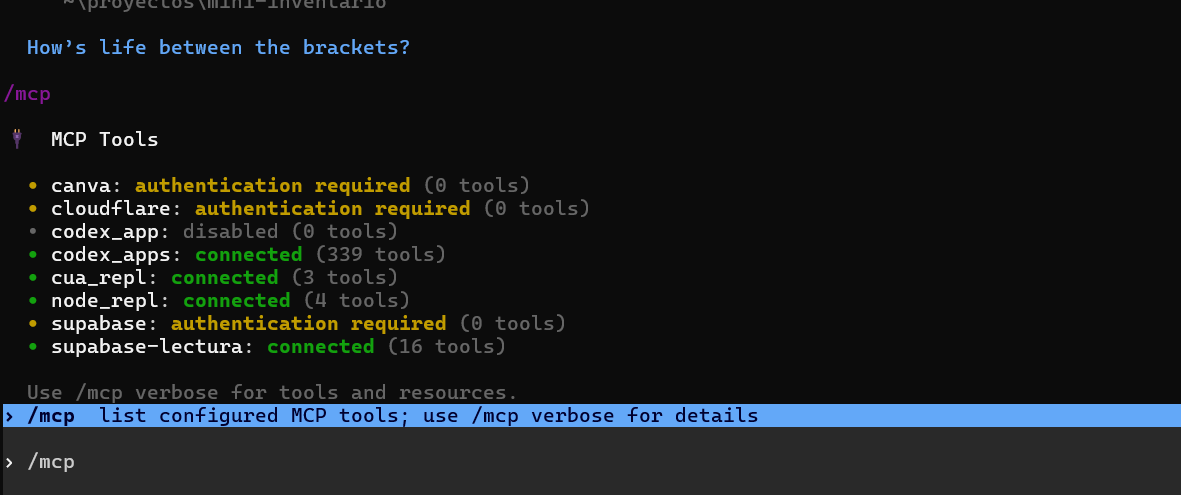 ~\proyectos\mini-inventario
How's life between the brackets?
/mcp
MCP Tools
• canva: authentication required (0 tools)
• cloudflare: authentication required (0 tools)
• codex_app: disabled (0 tools)
• codex_apps: connected (339 tools)
• cua_repl: connected (3 tools)
• node_repl: connected (4 tools)
• supabase: authentication required (0 tools)
• supabase-lectura: connected (16 tools)
Use /mcp verbose for tools and resources.
› /mcp  list configured MCP tools; use /mcp verbose for details
› /mcp